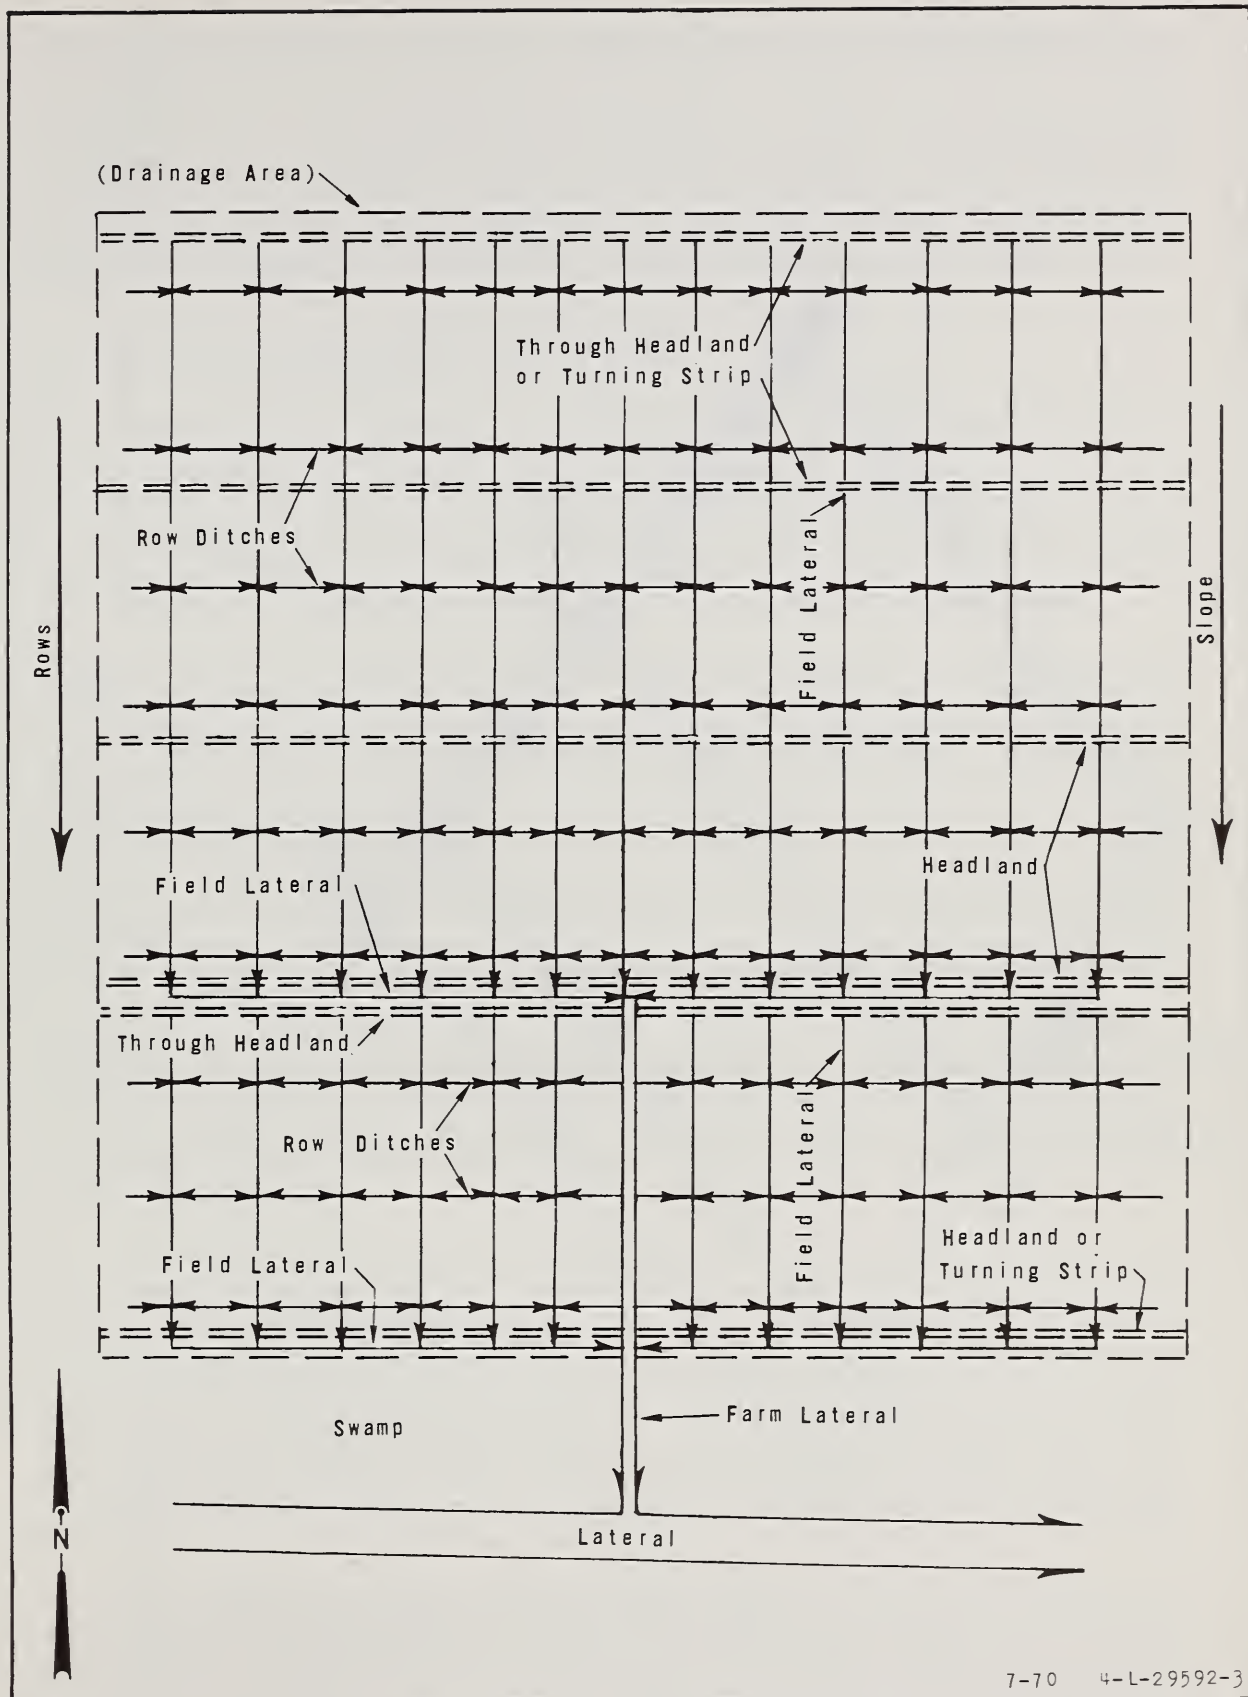 (Drainage Area)
Through Headland
or Turning Strip
Row Ditches
Field Lateral
Rows
Slope
Headland
Field Lateral
Through Headland
Row Ditches
Field Lateral
Headland or
Turning Strip
Field Lateral
Farm Lateral
Swamp
Lateral
N
7-70 4-L-29592-3